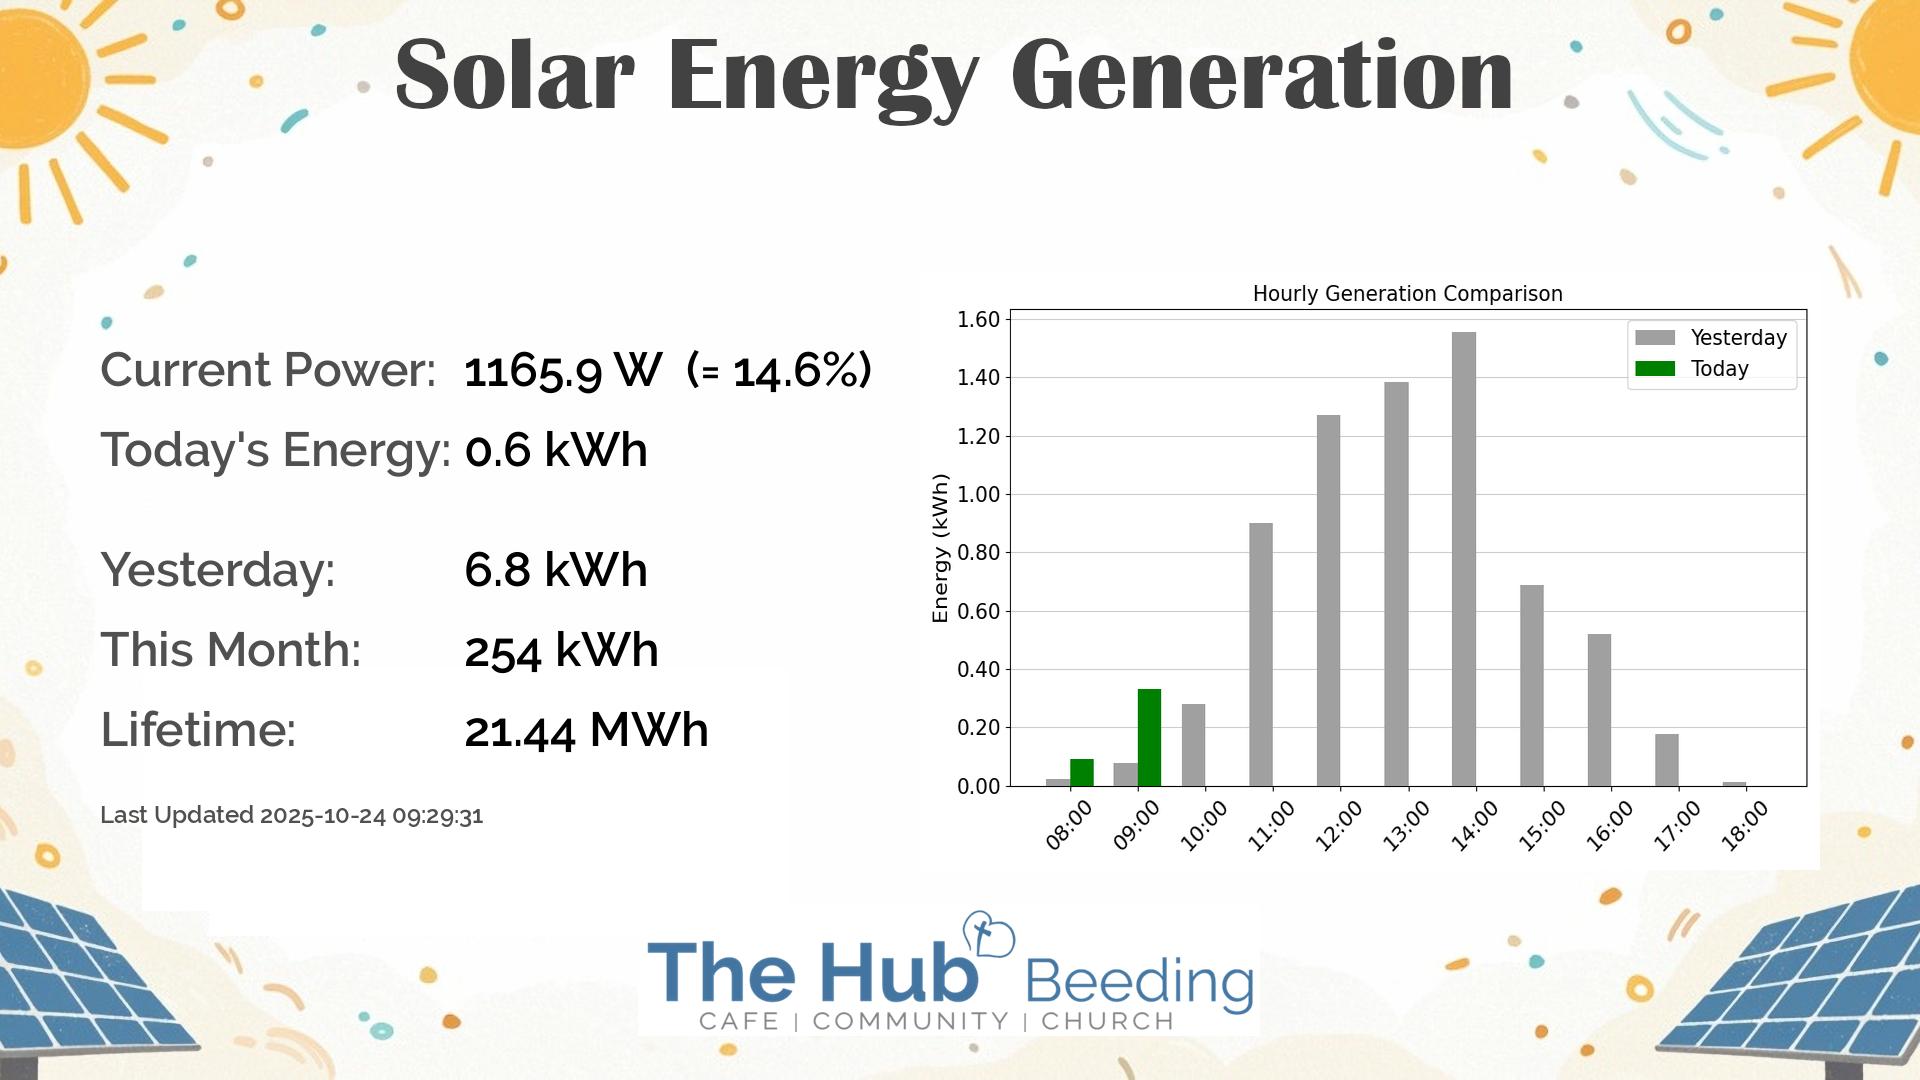 Solar Energy Generation
Current Power: 1165.9 W (= 14.6%)
Today's Energy: 0.6 kWh
Yesterday: 6.8 kWh
This Month: 254 kWh
Lifetime: 21.44 MWh
Last Updated 2025-10-24 09:29:31
Hourly Generation Comparison
Energy (kWh)
1.60
1.40
1.20
1.00
0.80
0.60
0.40
0.20
0.00
Yesterday
Today
08:00 09:00 10:00 11:00 12:00 13:00 14:00 15:00 16:00 17:00 18:00
The Hub Beeding
CAFE | COMMUNITY | CHURCH